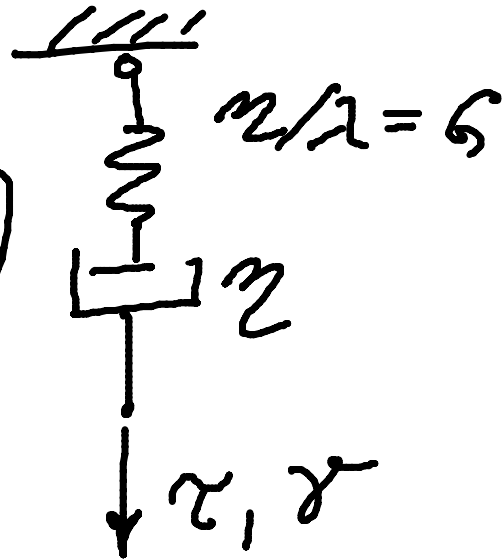 η/λ = G
η
τ, γ